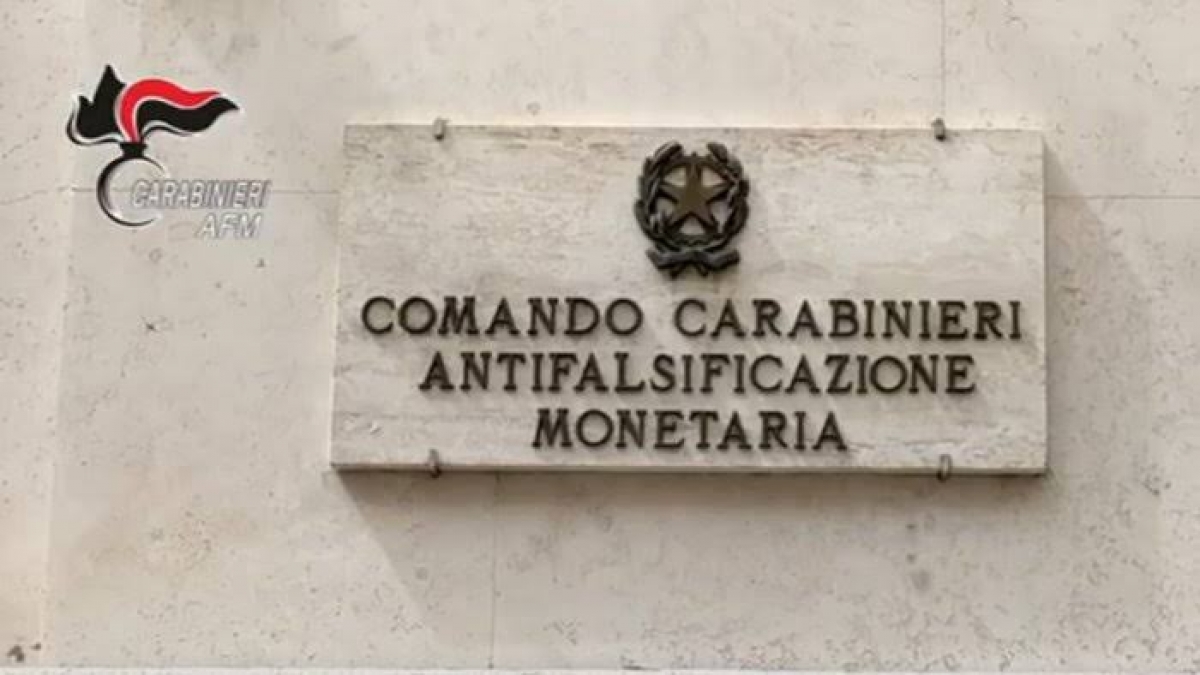 CARABINIERI
AFM
COMANDO CARABINIERI
ANTIFALSIFICAZIONE
MONETARIA